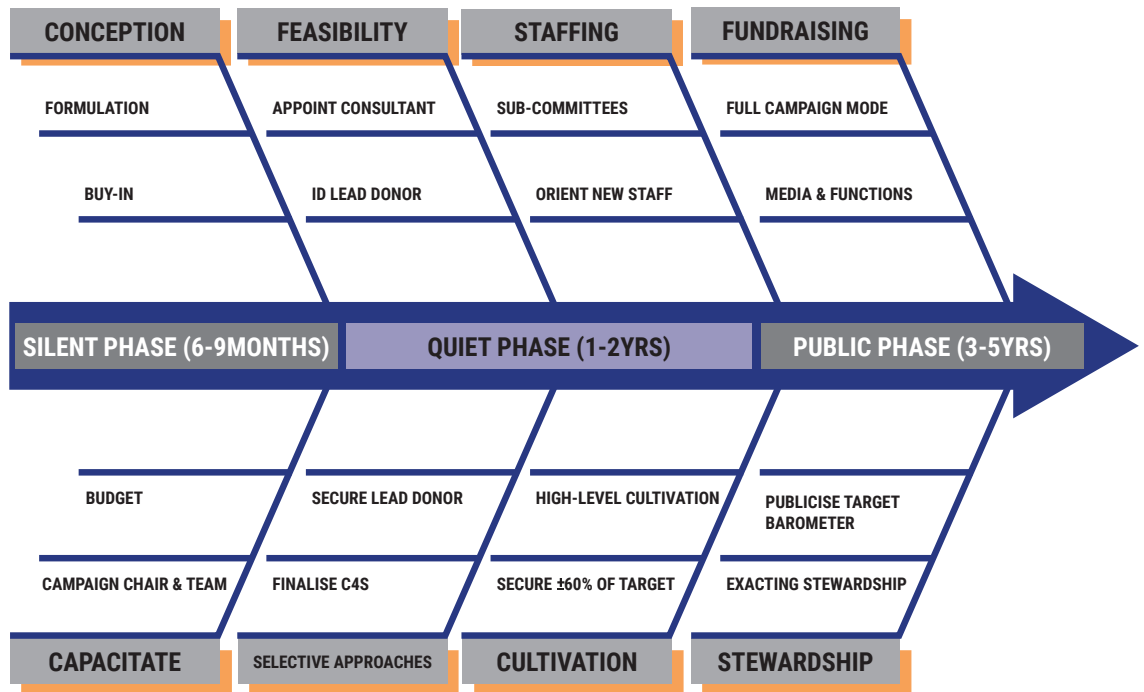 CONCEPTION
FEASIBILITY
STAFFING
FUNDRAISING
FORMULATION
APPOINT CONSULTANT
SUB-COMMITTEES
FULL CAMPAIGN MODE
BUY-IN
ID LEAD DONOR
ORIENT NEW STAFF
MEDIA & FUNCTIONS
SILENT PHASE (6-9MONTHS)
QUIET PHASE (1-2YRS)
PUBLIC PHASE (3-5YRS)
BUDGET
SECURE LEAD DONOR
HIGH-LEVEL CULTIVATION
PUBLICISE TARGET
BAROMETER
CAMPAIGN CHAIR & TEAM
FINALISE C4S
SECURE ±60% OF TARGET
EXACTING STEWARDSHIP
CAPACITATE
SELECTIVE APPROACHES
CULTIVATION
STEWARDSHIP